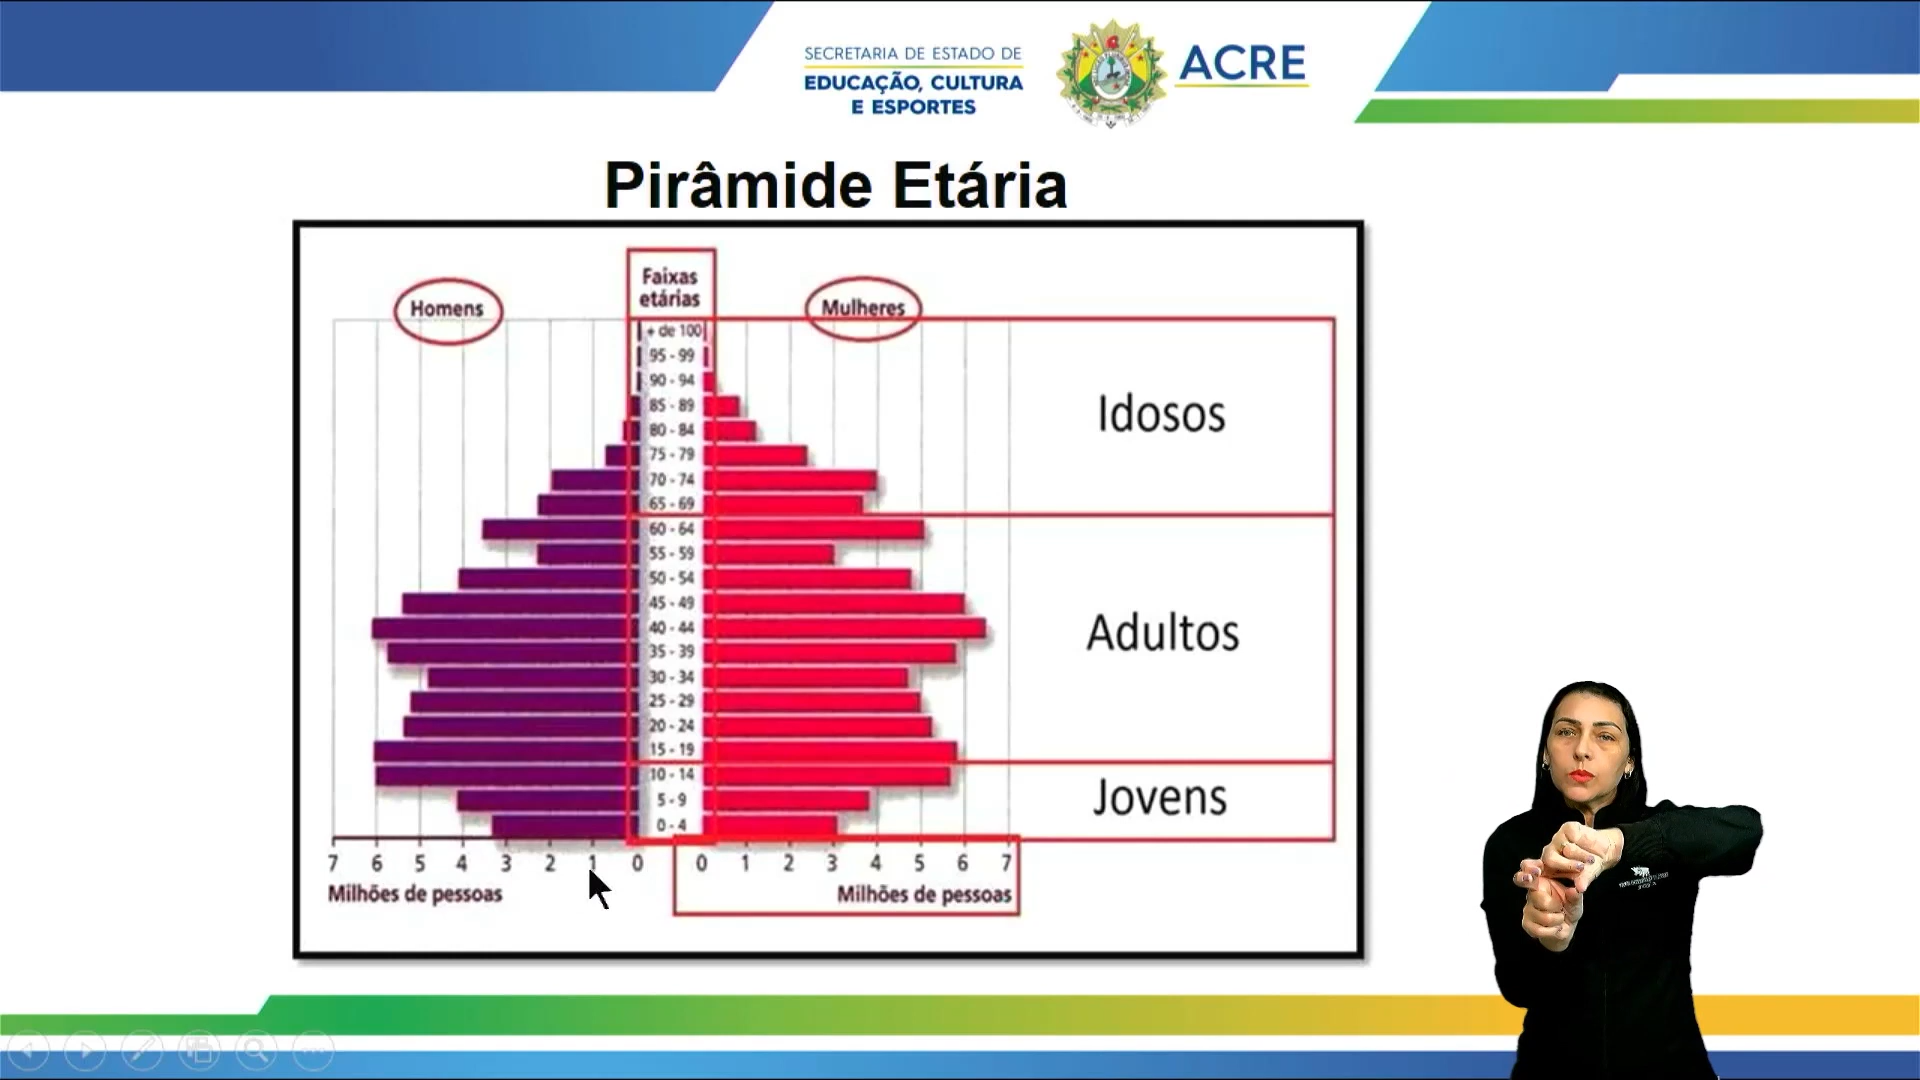 SECRETARIA DE ESTADO DE
EDUCAÇÃO, CULTURA
E ESPORTES
ACRE
Pirâmide Etária
Homens
Faixas
etárias
Mulheres
+ de 100
95 - 99
90 - 94
85 - 89
80 - 84
75 - 79
70 - 74
65 - 69
60 - 64
55 - 59
50 - 54
45 - 49
40 - 44
35 - 39
30 - 34
25 - 29
20 - 24
15 - 19
10 - 14
5 - 9
0 - 4
Idosos
Adultos
Jovens
7 6 5 4 3 2 1 0 0 1 2 3 4 5 6 7
Milhões de pessoas
Milhões de pessoas